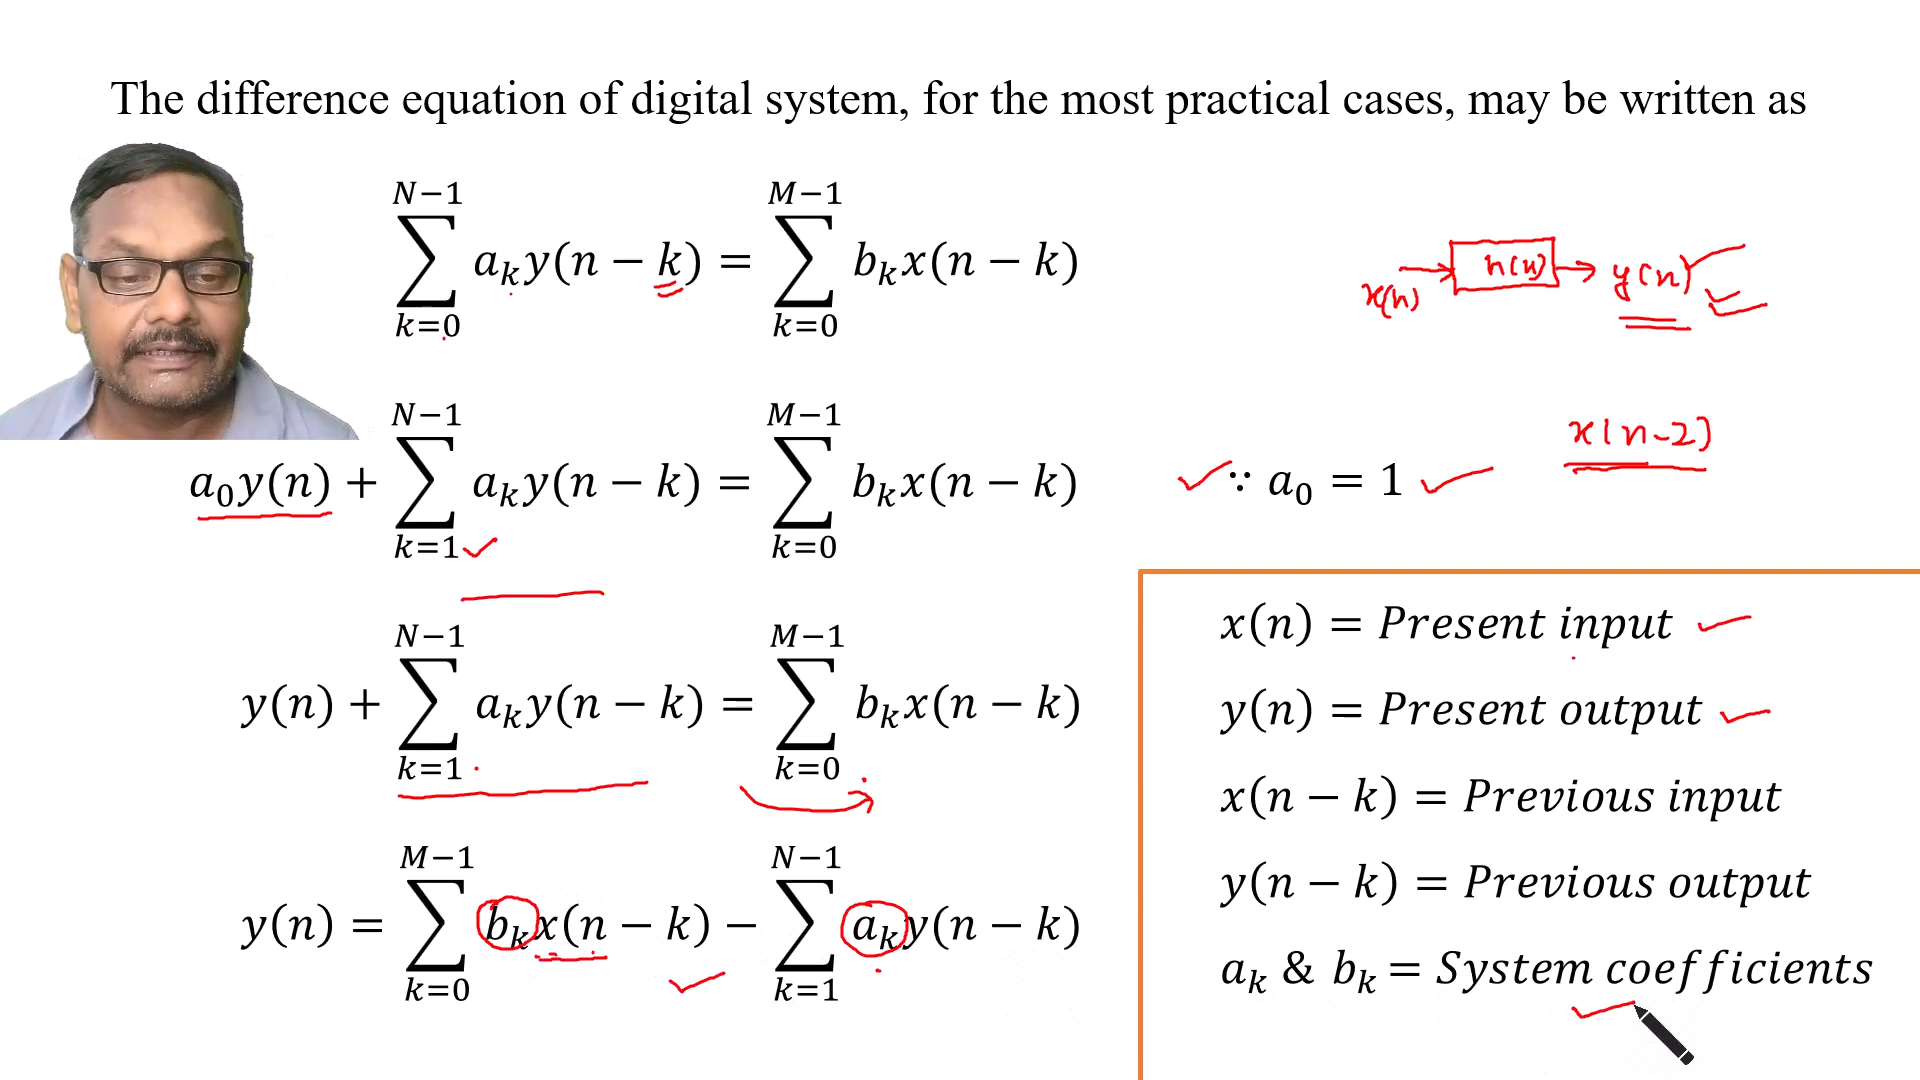 The difference equation of digital system, for the most practical cases, may be written as
∑_{k=0}^{N−1} a_k y(n − k) = ∑_{k=0}^{M−1} b_k x(n − k)
x(n) → h(n) → y(n)
a_0 y(n) + ∑_{k=1}^{N−1} a_k y(n − k) = ∑_{k=0}^{M−1} b_k x(n − k) ∵ a_0 = 1
x(n-2)
y(n) + ∑_{k=1}^{N−1} a_k y(n − k) = ∑_{k=0}^{M−1} b_k x(n − k)
y(n) = ∑_{k=0}^{M−1} b_k x(n − k) − ∑_{k=1}^{N−1} a_k y(n − k)
x(n) = Present input
y(n) = Present output
x(n − k) = Previous input
y(n − k) = Previous output
a_k & b_k = System coefficients